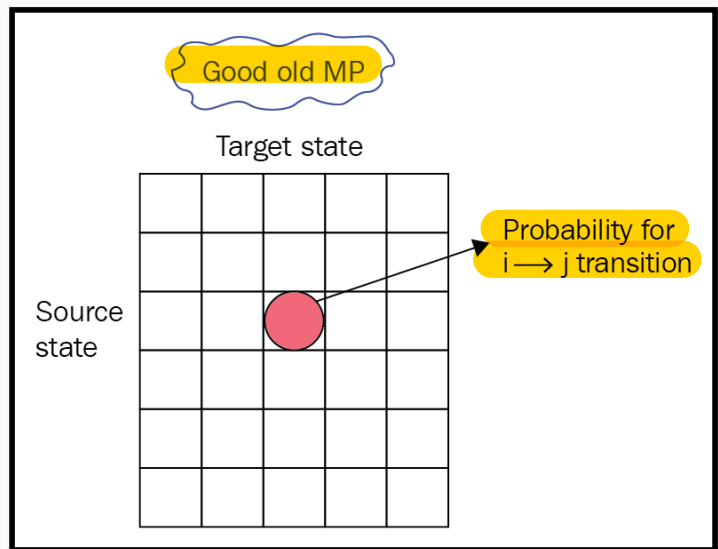 Good old MP
Target state
Probability for
i ⟶ j transition
Source
state